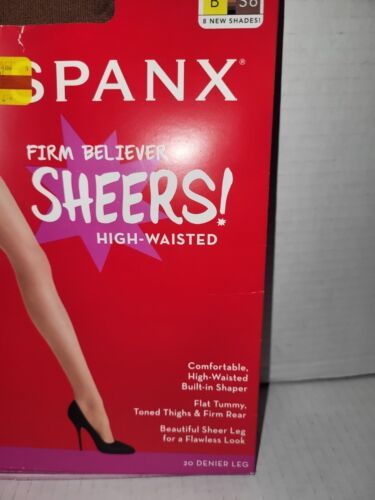 B S6
8 NEW SHADES!
SPANX®
FIRM BELIEVER
SHEERS!
HIGH-WAISTED
Comfortable,
High-Waisted
Built-in Shaper
Flat Tummy,
Toned Thighs & Firm Rear
Beautiful Sheer Leg
for a Flawless Look
20 DENIER LEG